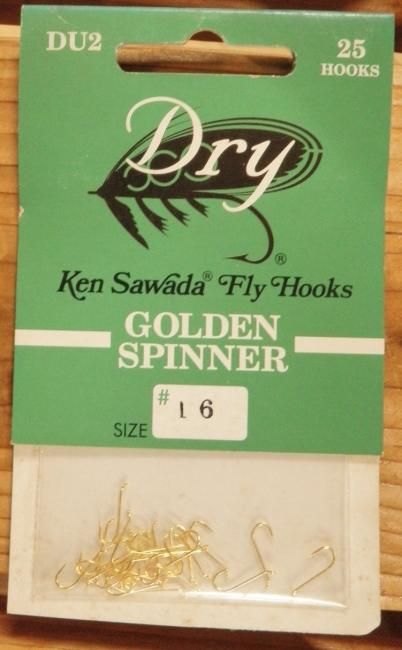 DU2
25
HOOKS
Dry
®
Ken Sawada® Fly Hooks
GOLDEN
SPINNER
SIZE # 16